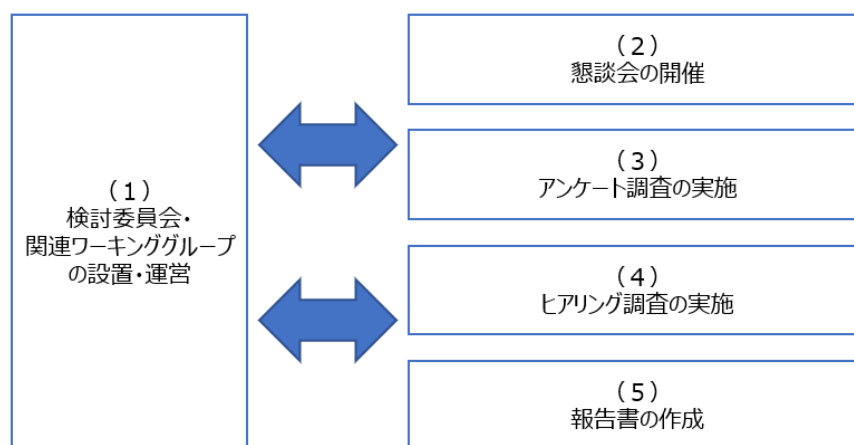 （１）
検討委員会・
関連ワーキンググループ
の設置・運営
（２）
懇談会の開催
（３）
アンケート調査の実施
（４）
ヒアリング調査の実施
（５）
報告書の作成